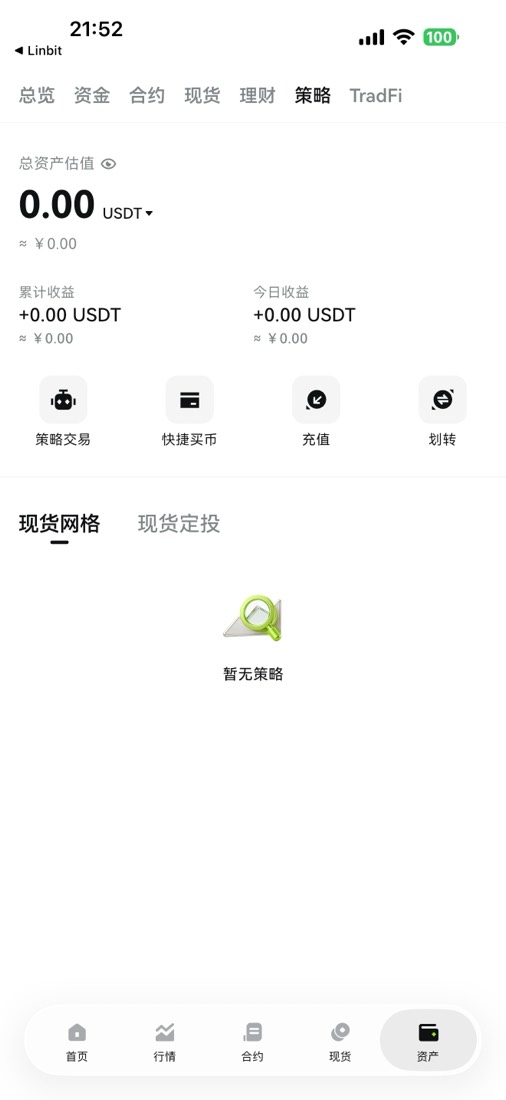 21:52
100
◀ Linbit
总览 资金 合约 现货 理财 策略 TradFi
总资产估值
0.00 USDT
≈ ¥0.00
累计收益 今日收益
+0.00 USDT +0.00 USDT
≈ ¥0.00 ≈ ¥0.00
策略交易 快捷买币 充值 划转
现货网格 现货定投
暂无策略
首页 行情 合约 现货 资产